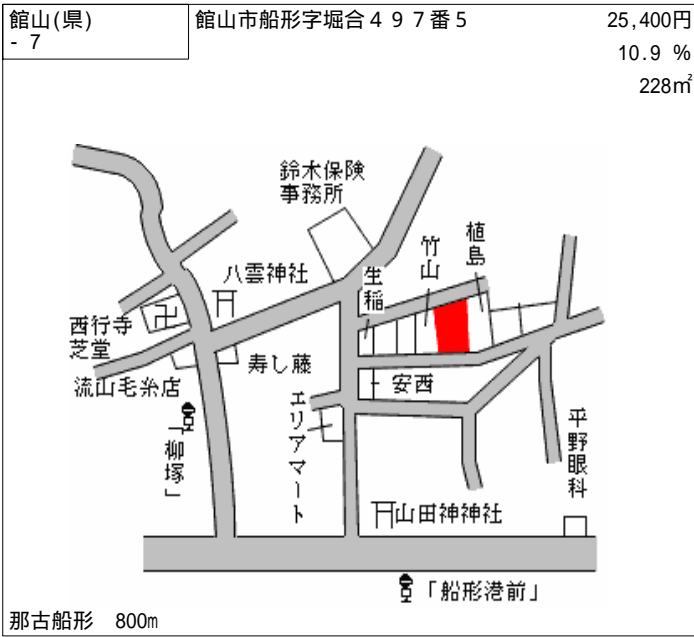 館山(県)
- 7
館山市船形字堀合４９７番５
25,400円
10.9 %
228㎡
鈴木保険
事務所
八雲神社
生稲
竹山
植島
西行寺
芝堂
流山毛糸店
寿し藤
安西
エリアマート
「柳塚」
平野眼科
山田神神社
「船形港前」
那古船形　800m